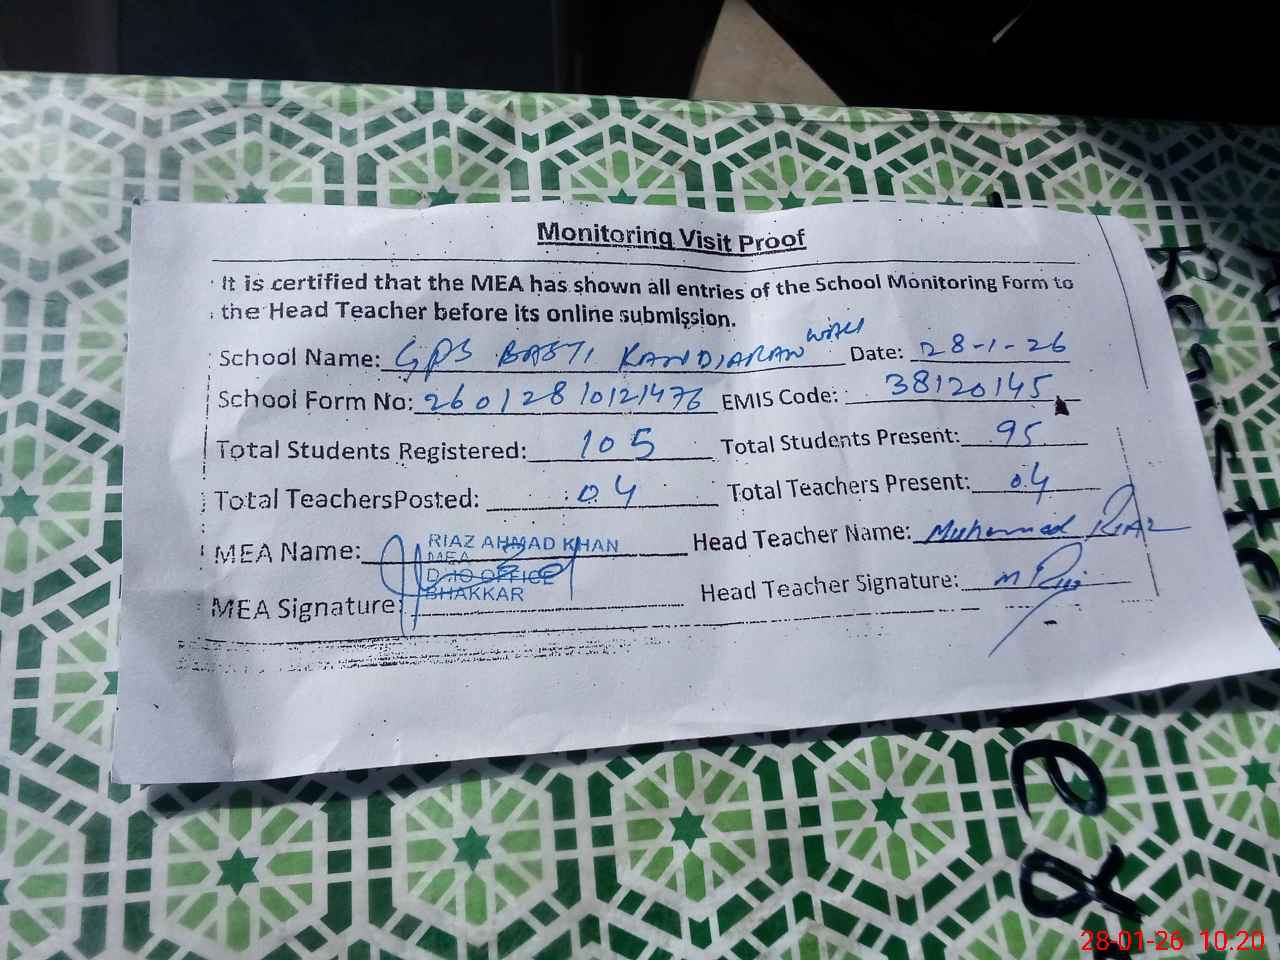 Monitoring Visit Proof
It is certified that the MEA has shown all entries of the School Monitoring Form to
the Head Teacher before its online submission.
School Name: GPS BASTI KANDIARAN WALI Date: 28-1-26
School Form No: 26012810121476 EMIS Code: 38120145
Total Students Registered: 105 Total Students Present: 95
Total TeachersPosted: 04 Total Teachers Present: 04
MEA Name: RIAZ AHMAD KHAN Head Teacher Name: Muhammad RIAZ
MEA
OFFICE
BHAKKAR
MEA Signature: Head Teacher Signature: M Riaz
28-01-26 10:20